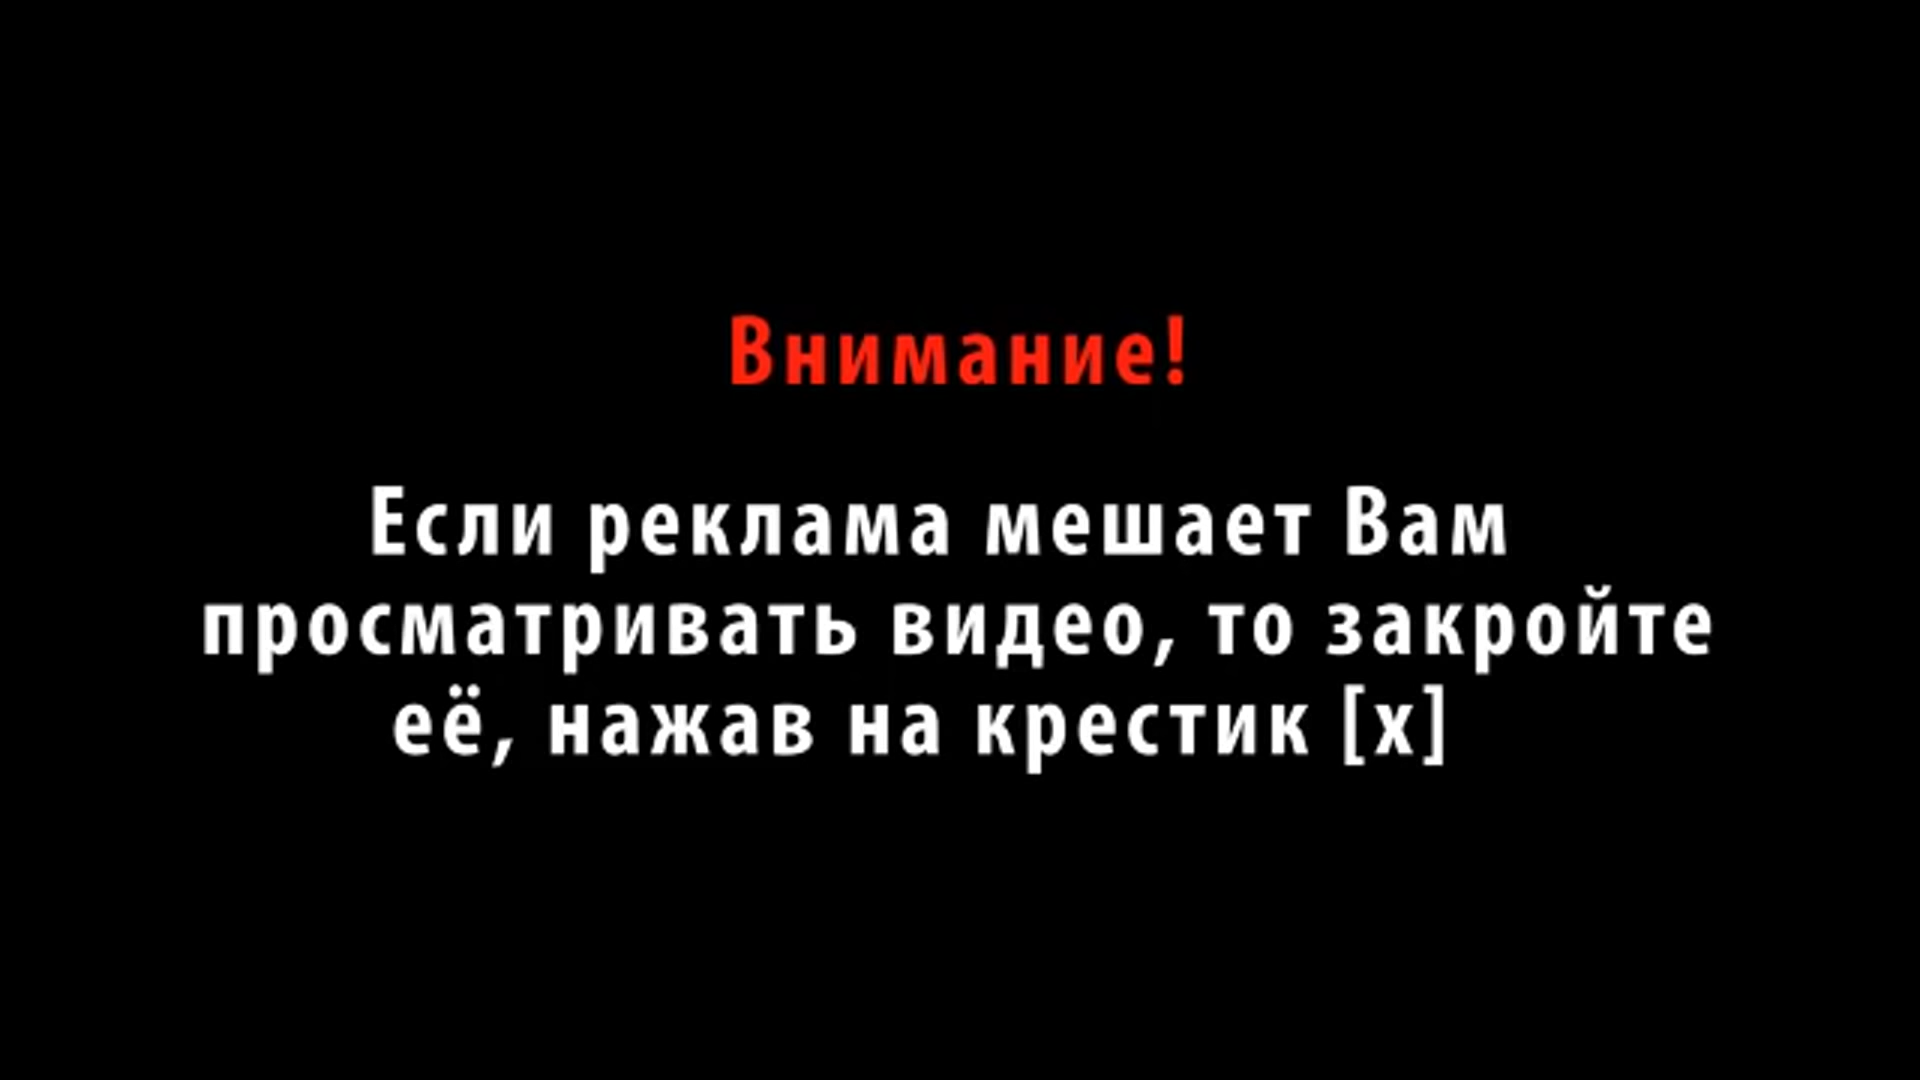 Внимание!
Если реклама мешает Вам
просматривать видео, то закройте
её, нажав на крестик [x]